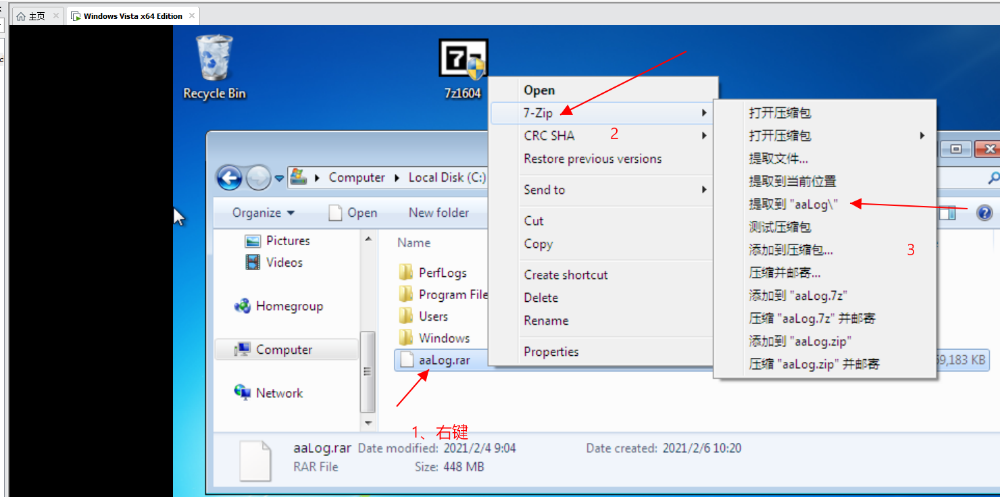 主页
Windows Vista x64 Edition
Recycle Bin
7z1604
Open
7-Zip
CRC SHA
2
Restore previous versions
Send to
Cut
Copy
Create shortcut
Delete
Rename
Properties
打开压缩包
打开压缩包
提取文件...
提取到当前位置
提取到 "aaLog\"
测试压缩包
添加到压缩包...
3
压缩并邮寄...
添加到 "aaLog.7z"
压缩 "aaLog.7z" 并邮寄
添加到 "aaLog.zip"
压缩 "aaLog.zip" 并邮寄
Computer
Local Disk (C:)
Organize
Open
New folder
Pictures
Videos
Homegroup
Computer
Network
Name
PerfLogs
Program File
Users
Windows
aaLog.rar
59,183 KB
1、右键
aaLog.rar Date modified: 2021/2/4 9:04 Date created: 2021/2/6 10:20
RAR File Size: 448 MB